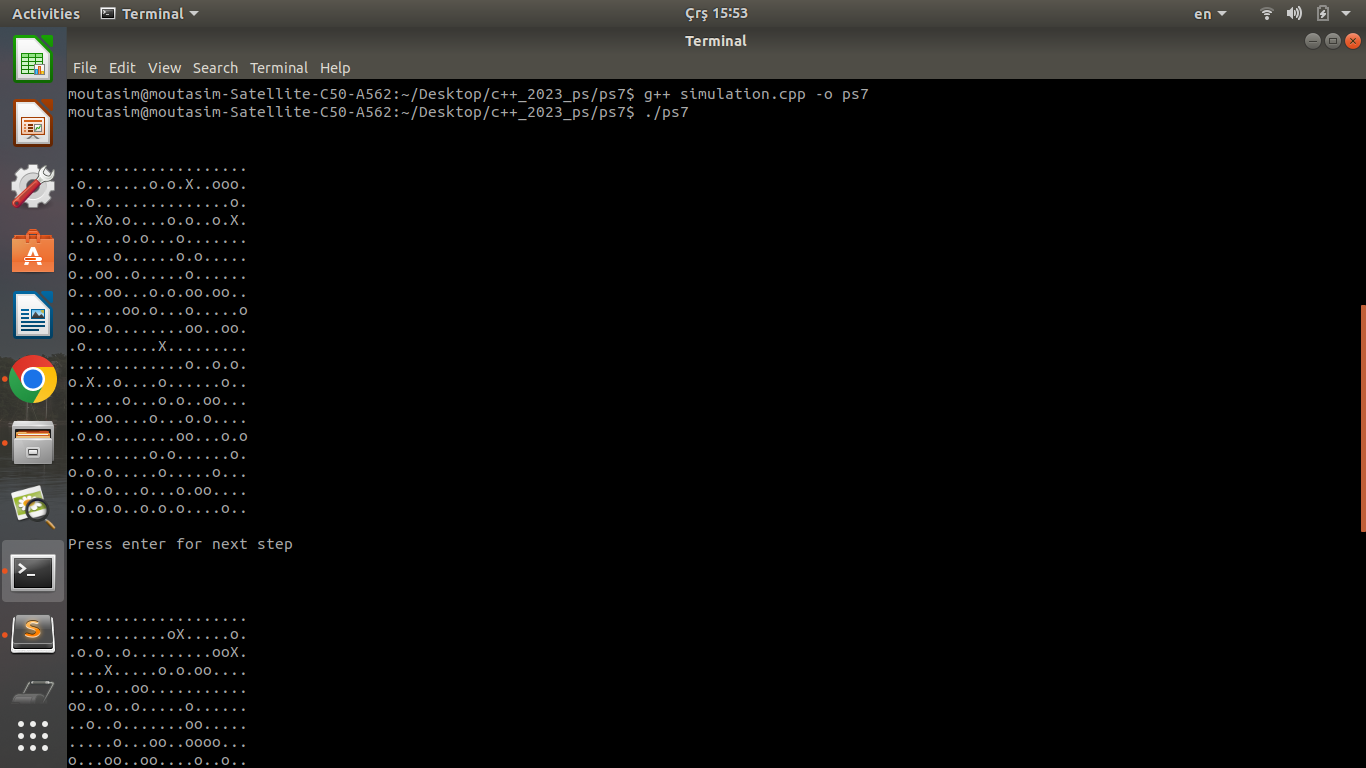 Activities Terminal Çrş 15:53 en
Terminal
File Edit View Search Terminal Help
moutasim@moutasim-Satellite-C50-A562:~/Desktop/c++_2023_ps/ps7$ g++ simulation.cpp -o ps7
moutasim@moutasim-Satellite-C50-A562:~/Desktop/c++_2023_ps/ps7$ ./ps7
....................
.o.......o.o.X..ooo.
..o...............o.
...Xo.o....o.o..o.X.
..o...o.o...o.......
o....o......o.o.....
o..oo..o.....o......
o...oo...o.o.oo.oo..
......oo.o...o.....o
oo..o........oo..oo.
.o........X.........
.............o..o.o.
o.X..o....o......o..
......o...o.o..oo...
...oo....o...o.o....
.o.o........oo...o.o
.........o.o......o.
o.o.o.....o.....o...
..o.o...o...o.oo....
.o.o.o..o.o.o....o..
Press enter for next step
....................
...........oX.....o.
.o.o..o.........ooX.
....X.....o.o.oo....
...o...oo...........
oo..o..o.....o......
..o..o.......oo.....
.....o...oo..oooo...
o...oo..oo....o..o..